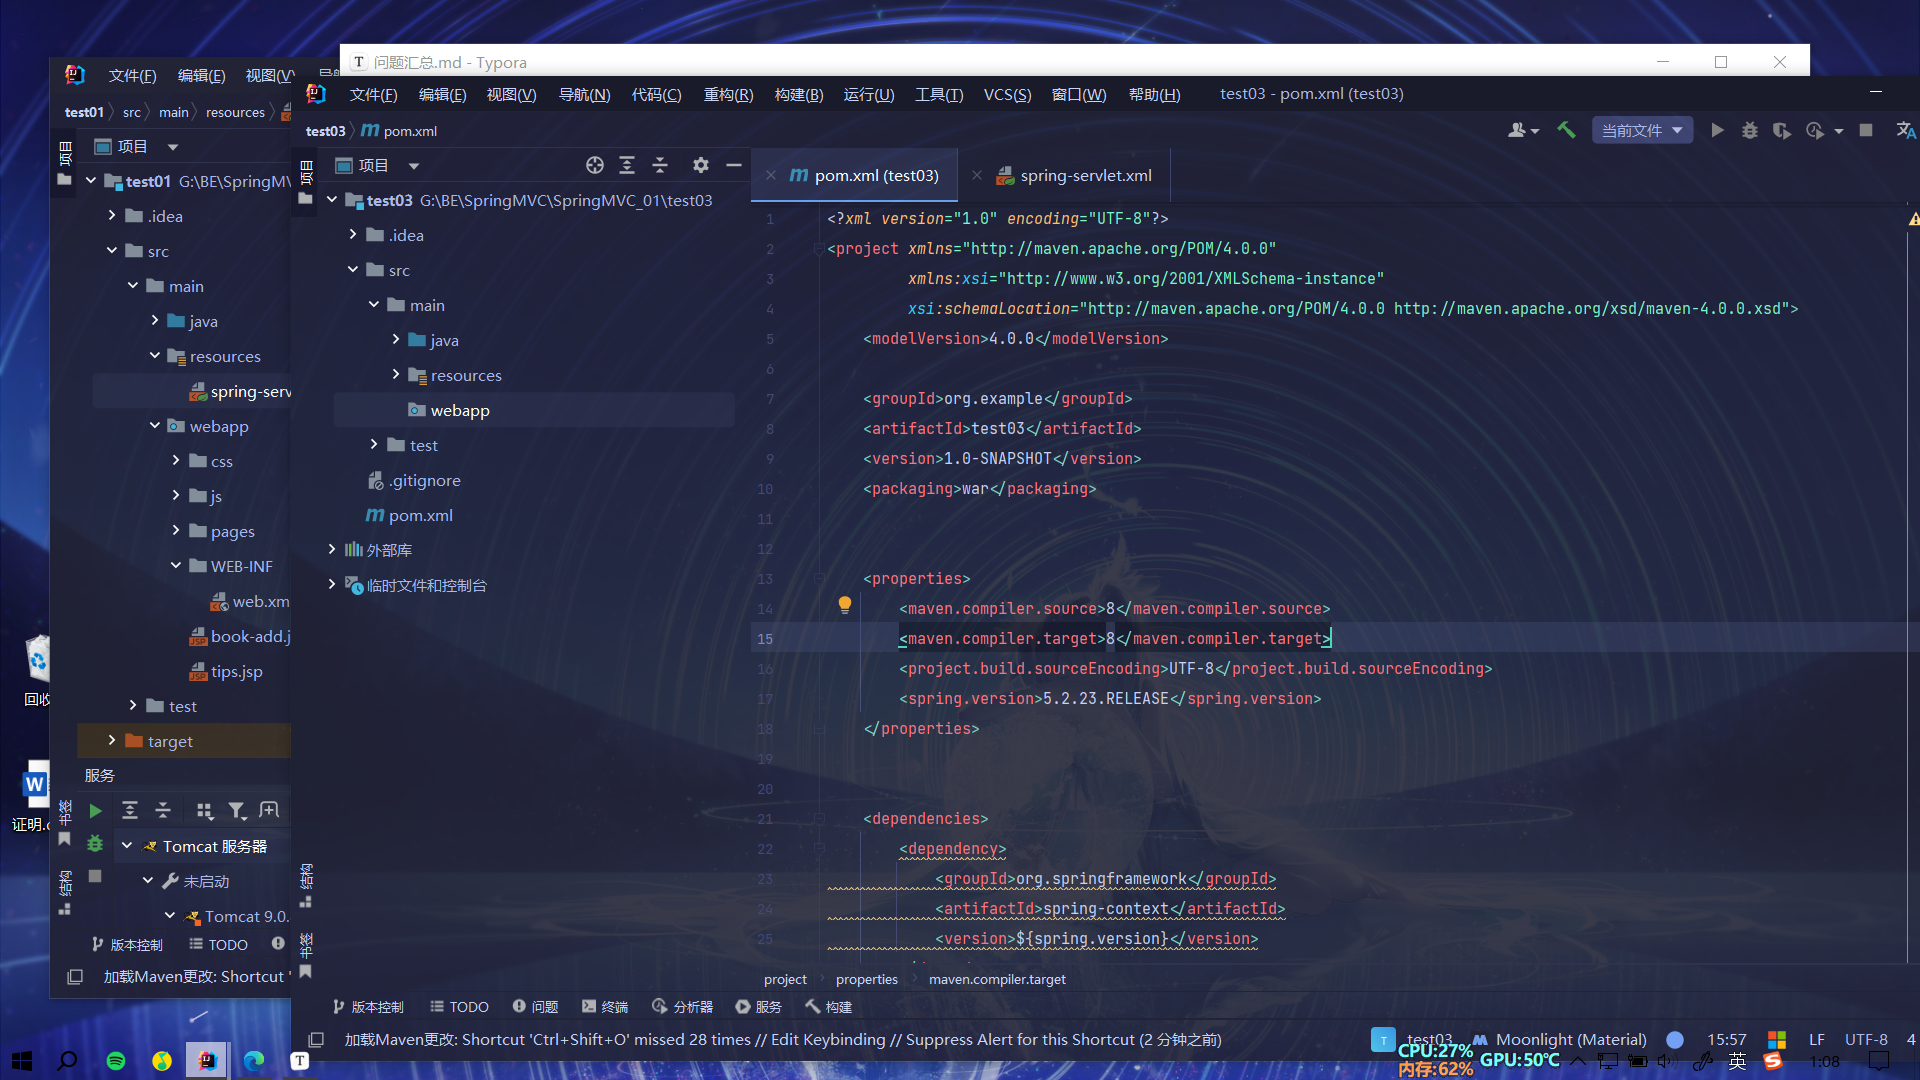 问题汇总.md - Typora
文件(F) 编辑(E) 视图(V)
test01 src main resources
项目
项目
test01 G:\BE\SpringMV
.idea
src
main
java
resources
spring-serv
webapp
css
js
pages
WEB-INF
web.xm
book-add.j
tips.jsp
test
target
服务
Tomcat 服务器
未启动
Tomcat 9.0.
书签
结构
版本控制 TODO
加载Maven更改: Shortcut '
回收
证明.
文件(F) 编辑(E) 视图(V) 导航(N) 代码(C) 重构(R) 构建(B) 运行(U) 工具(T) VCS(S) 窗口(W) 帮助(H) test03 - pom.xml (test03)
test03 pom.xml
当前文件
项目
项目
test03 G:\BE\SpringMVC\SpringMVC_01\test03
.idea
src
main
java
resources
webapp
test
.gitignore
pom.xml
外部库
临时文件和控制台
结构
书签
pom.xml (test03) spring-servlet.xml
1 <?xml version="1.0" encoding="UTF-8"?>
2 <project xmlns="http://maven.apache.org/POM/4.0.0"
3 xmlns:xsi="http://www.w3.org/2001/XMLSchema-instance"
4 xsi:schemaLocation="http://maven.apache.org/POM/4.0.0 http://maven.apache.org/xsd/maven-4.0.0.xsd">
5 <modelVersion>4.0.0</modelVersion>
6
7 <groupId>org.example</groupId>
8 <artifactId>test03</artifactId>
9 <version>1.0-SNAPSHOT</version>
10 <packaging>war</packaging>
11
12
13 <properties>
14 <maven.compiler.source>8</maven.compiler.source>
15 <maven.compiler.target>8</maven.compiler.target>
16 <project.build.sourceEncoding>UTF-8</project.build.sourceEncoding>
17 <spring.version>5.2.23.RELEASE</spring.version>
18 </properties>
19
20
21 <dependencies>
22 <dependency>
23 <groupId>org.springframework</groupId>
24 <artifactId>spring-context</artifactId>
25 <version>${spring.version}</version>
project properties maven.compiler.target
版本控制 TODO 问题 终端 分析器 服务 构建
加载Maven更改: Shortcut 'Ctrl+Shift+O' missed 28 times // Edit Keybinding // Suppress Alert for this Shortcut (2 分钟之前)
test03 Moonlight (Material) 15:57 LF UTF-8 4
CPU:27% GPU:50℃
内存:62%
英
1:08